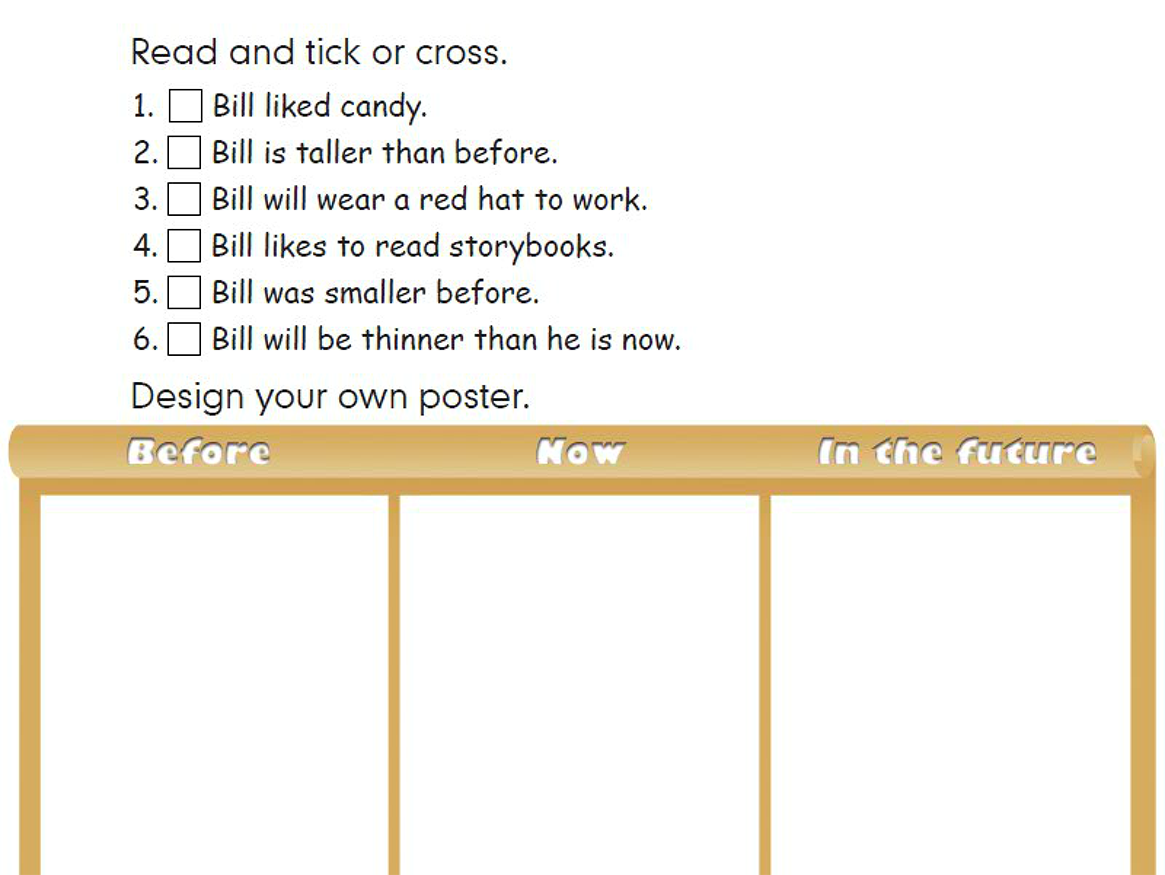 Read and tick or cross.
1. Bill liked candy.
2. Bill is taller than before.
3. Bill will wear a red hat to work.
4. Bill likes to read storybooks.
5. Bill was smaller before.
6. Bill will be thinner than he is now.
Design your own poster.
Before Now In the future